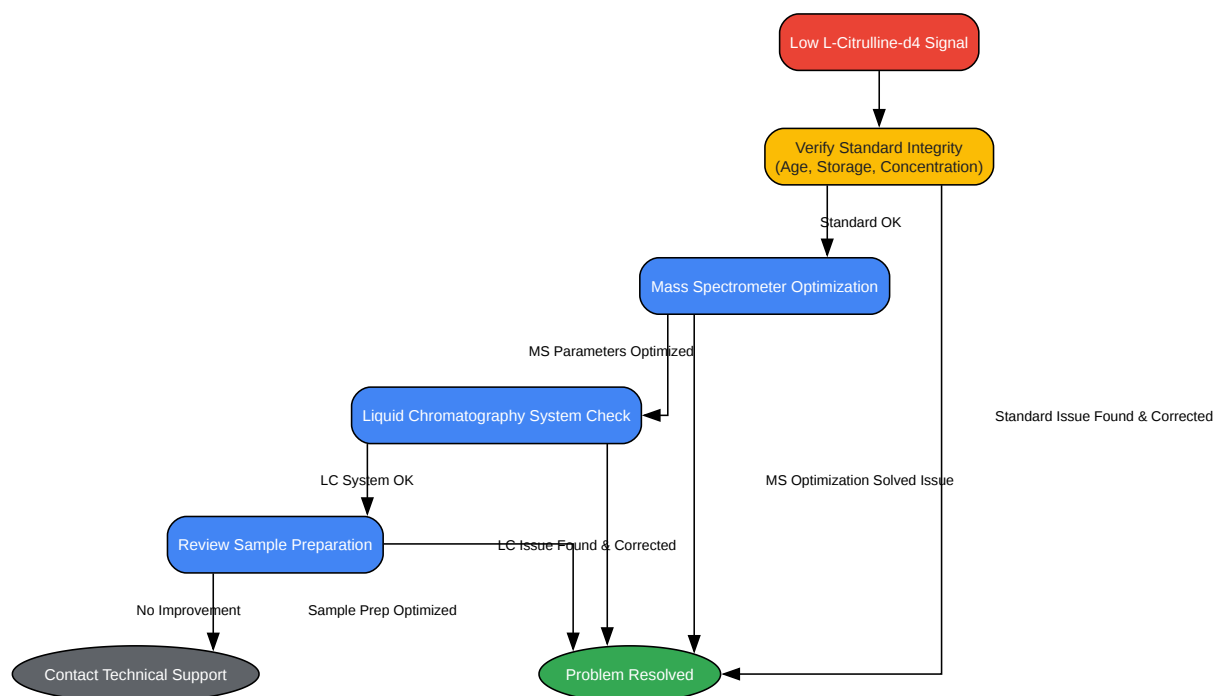 Low L-Citrulline-d4 Signal
Verify Standard Integrity
(Age, Storage, Concentration)
Standard OK
Mass Spectrometer Optimization
MS Parameters Optimized
Liquid Chromatography System Check
Standard Issue Found & Corrected
LC System OK
MS Optimization Solved Issue
Review Sample Preparation
LC Issue Found & Corrected
No Improvement
Sample Prep Optimized
Contact Technical Support
Problem Resolved